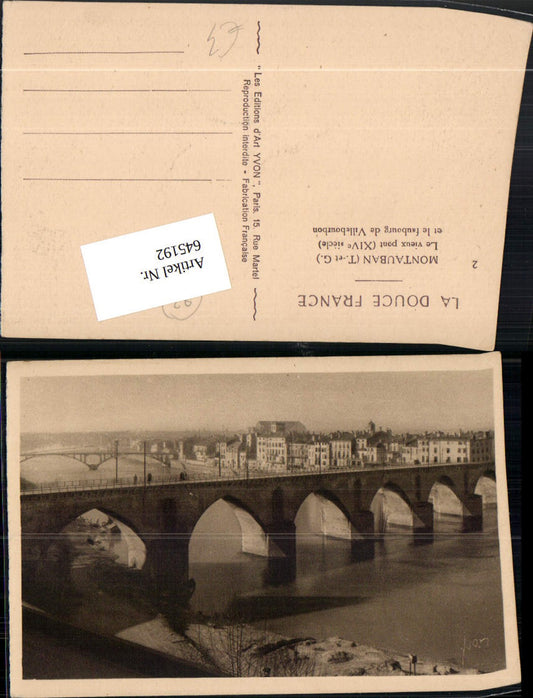 LA DOUCE FRANCE
2
MONTAUBAN (T.-et G.)
Le vieux pont (XIVe siècle)
et le faubourg de Villebourbon
"Les Editions d'Art YVON", Paris, 15, Rue Martel
Reproduction interdite - Fabrication Française
Artikel Nr.
645192